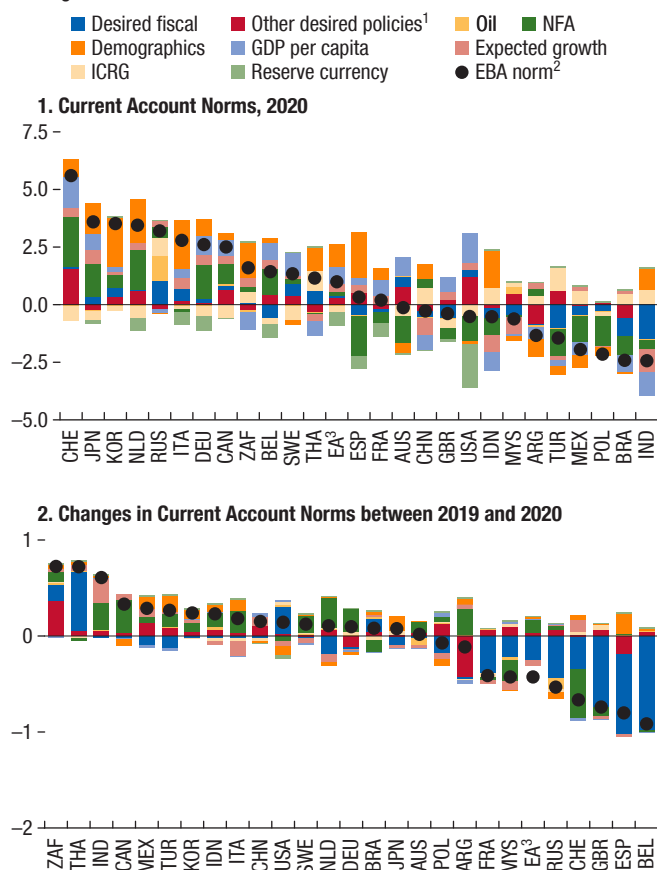 Desired fiscal Other desired policies1 Oil NFA
Demographics GDP per capita Expected growth
ICRG Reserve currency EBA norm2
1. Current Account Norms, 2020
7.5
5.0
2.5
0.0
–2.5
–5.0
CHE JPN KOR NLD RUS ITA DEU CAN ZAF BEL SWE THA EA3 ESP FRA AUS CHN GBR USA IDN MYS ARG TUR MEX POL BRA IND
2. Changes in Current Account Norms between 2019 and 2020
1
0
–1
–2
ZAF THA IND CAN MEX TUR KOR IDN ITA CHN USA SWE NLD DEU BRA JPN AUS POL ARG FRA MYS EA3 RUS CHE GBR ESP BEL